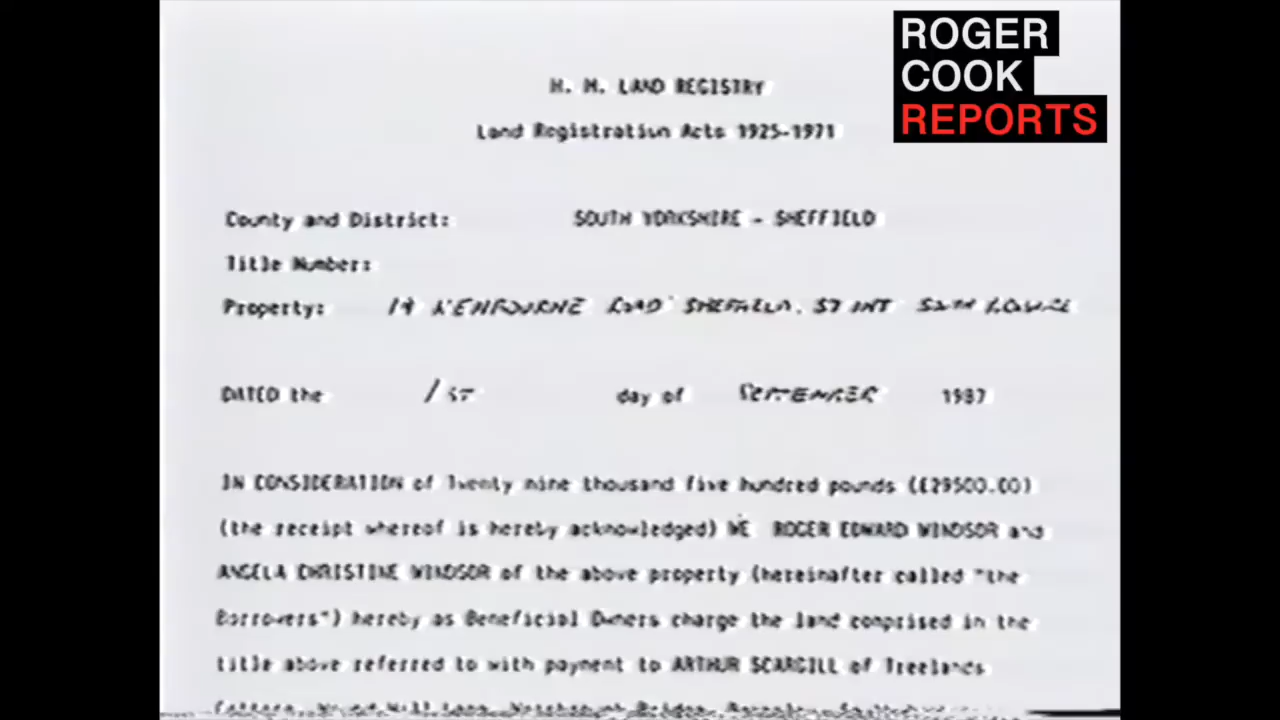 ROGER
COOK
REPORTS
H. M. LAND REGISTRY
Land Registration Acts 1925-1971
County and District: SOUTH YORKSHIRE - SHEFFIELD
Title Number:
Property: ROAD SHEFFIELD. SOUTH
DATED the 1ST day of SEPTEMBER 1987
IN CONSIDERATION of Twenty nine thousand five hundred pounds (£29500.00)
(the receipt whereof is hereby acknowledged) WE ROGER EDWARD WINDSOR and
ANGELA CHRISTINE WINDSOR of the above property (hereinafter called "the
Borrowers") hereby as Beneficial Owners charge the land comprised in the
title above referred to with payment to ARTHUR SCARGILL of Treelands